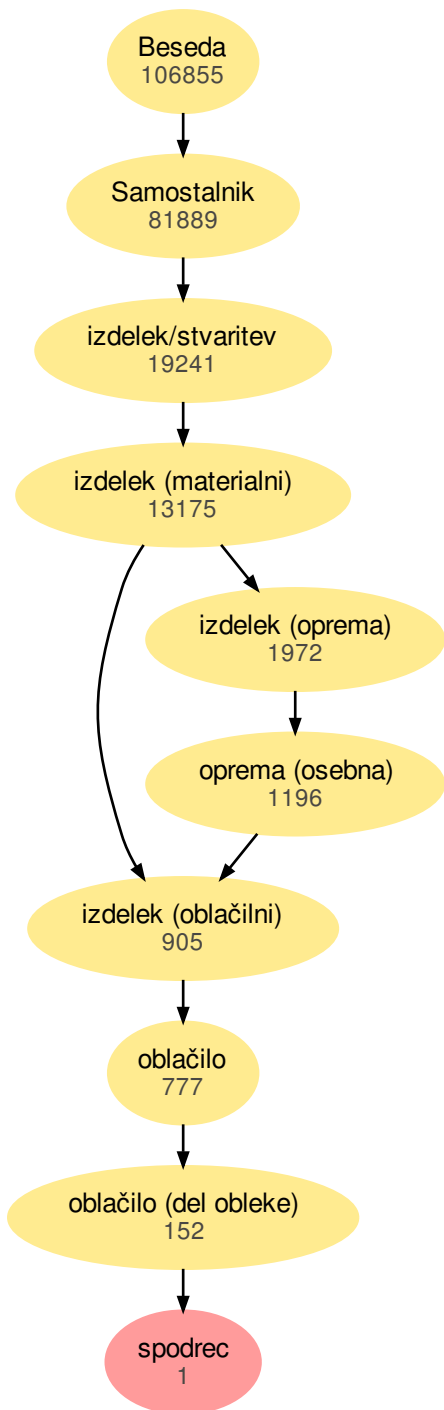 Beseda
106855
Samostalnik
81889
izdelek/stvaritev
19241
izdelek (materialni)
13175
izdelek (oprema)
1972
oprema (osebna)
1196
izdelek (oblačilni)
905
oblačilo
777
oblačilo (del obleke)
152
spodrec
1